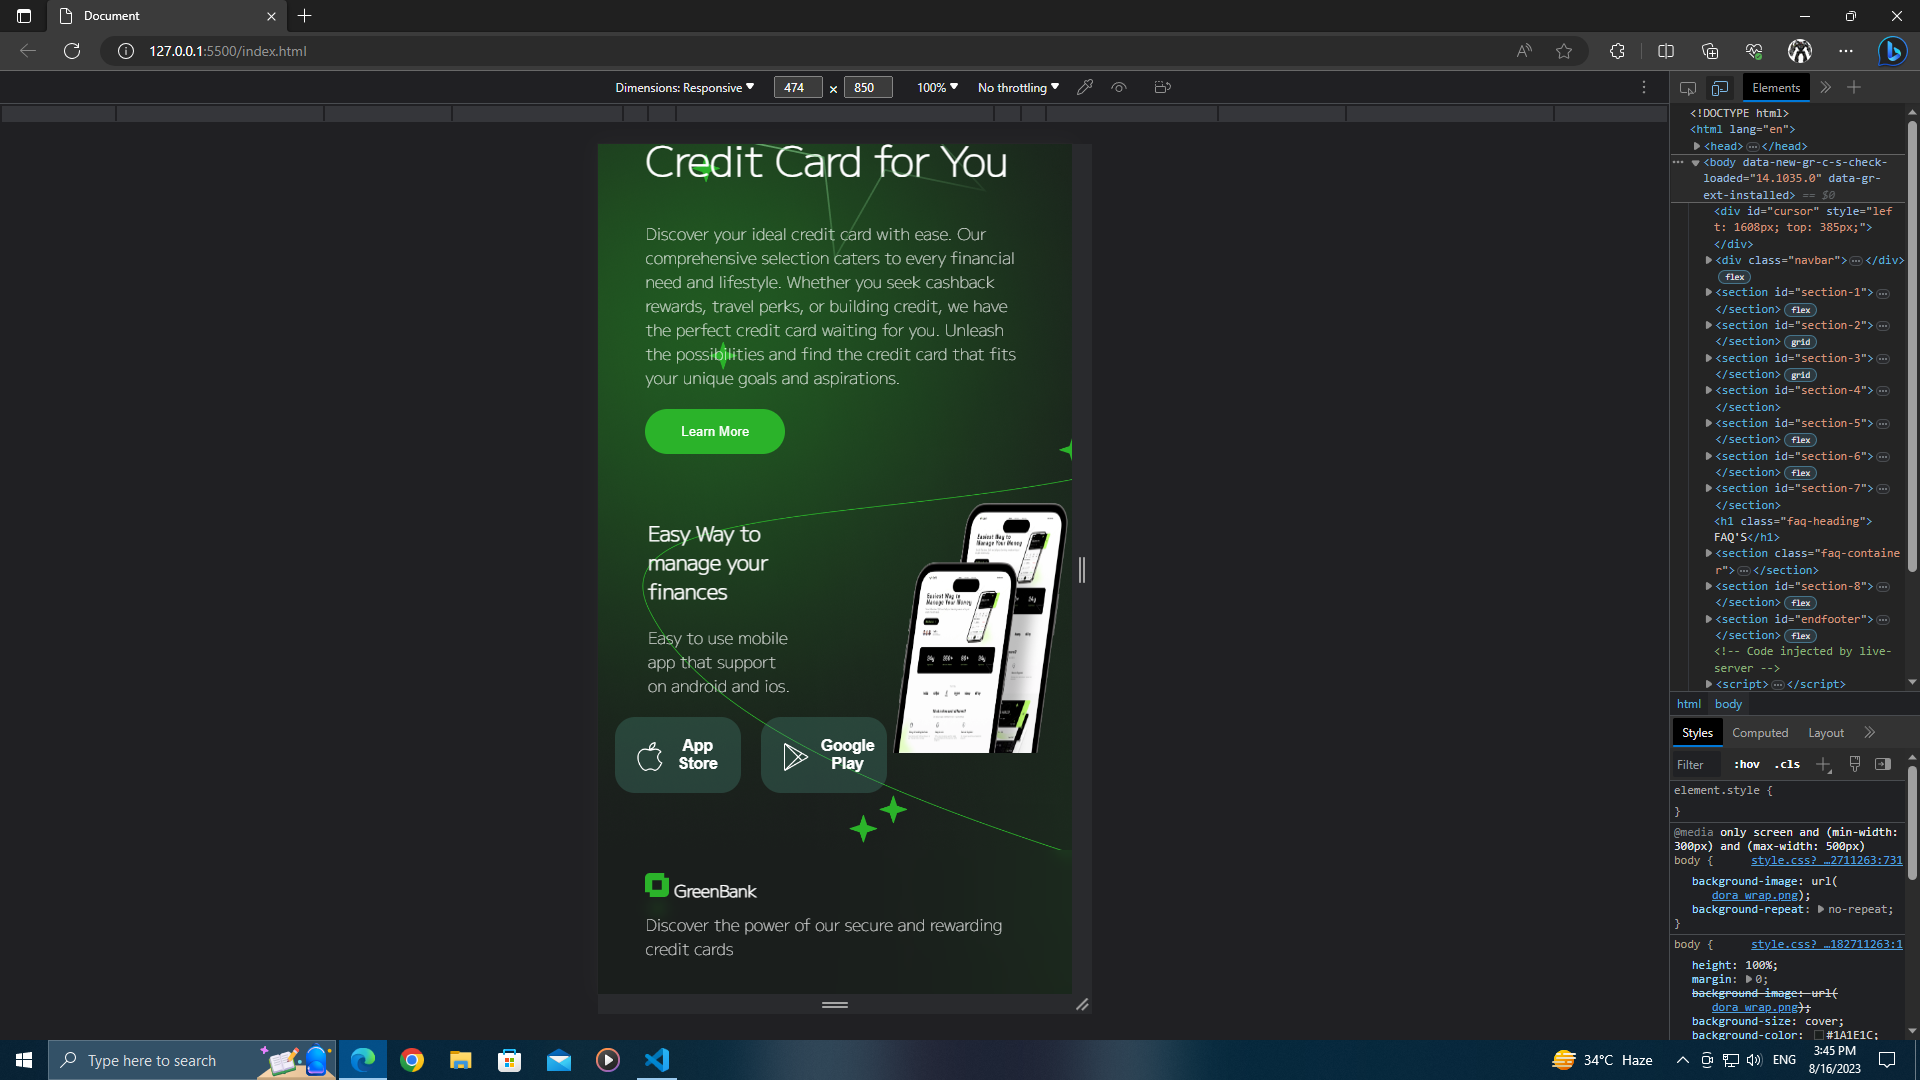 Document
127.0.0.1:5500/index.html
Dimensions: Responsive 474 × 850 100% No throttling
Elements
Credit Card for You
Discover your ideal credit card with ease. Our
comprehensive selection caters to every financial
need and lifestyle. Whether you seek cashback
rewards, travel perks, or building credit, we have
the perfect credit card waiting for you. Unleash
the possibilities and find the credit card that fits
your unique goals and aspirations.
Learn More
Easy Way to
manage your
finances
Easy to use mobile
app that support
on android and ios.
App
Store
Google
Play
Easiest Way to
Manage Your Money
Easiest Way to
Manage Your Money
GreenBank
Discover the power of our secure and rewarding
credit cards
<!DOCTYPE html>
<html lang="en">
<head> ··· </head>
··· <body data-new-gr-c-s-check-
loaded="14.1035.0" data-gr-
ext-installed> == $0
<div id="cursor" style="lef
t: 1608px; top: 385px;">
</div>
<div class="navbar"> ··· </div>
flex
<section id="section-1"> ···
</section> flex
<section id="section-2"> ···
</section> grid
<section id="section-3"> ···
</section> grid
<section id="section-4"> ···
</section>
<section id="section-5"> ···
</section> flex
<section id="section-6"> ···
</section> flex
<section id="section-7"> ···
</section>
<h1 class="faq-heading">
FAQ'S</h1>
<section class="faq-containe
r"> ··· </section>
<section id="section-8"> ···
</section> flex
<section id="endfooter"> ···
</section> flex
<!-- Code injected by live-
server -->
<script> ··· </script>
html body
Styles Computed Layout
Filter :hov .cls
element.style {
}
@media only screen and (min-width:
300px) and (max-width: 500px)
body { style.css? …2711263:731
background-image: url(
dora wrap.png);
background-repeat: no-repeat;
}
body { style.css? …182711263:1
height: 100%;
margin: 0;
background-image: url(
dora wrap.png);
background-size: cover;
background-color: #1A1E1C;
Type here to search
34°C Haze
ENG
3:45 PM
8/16/2023